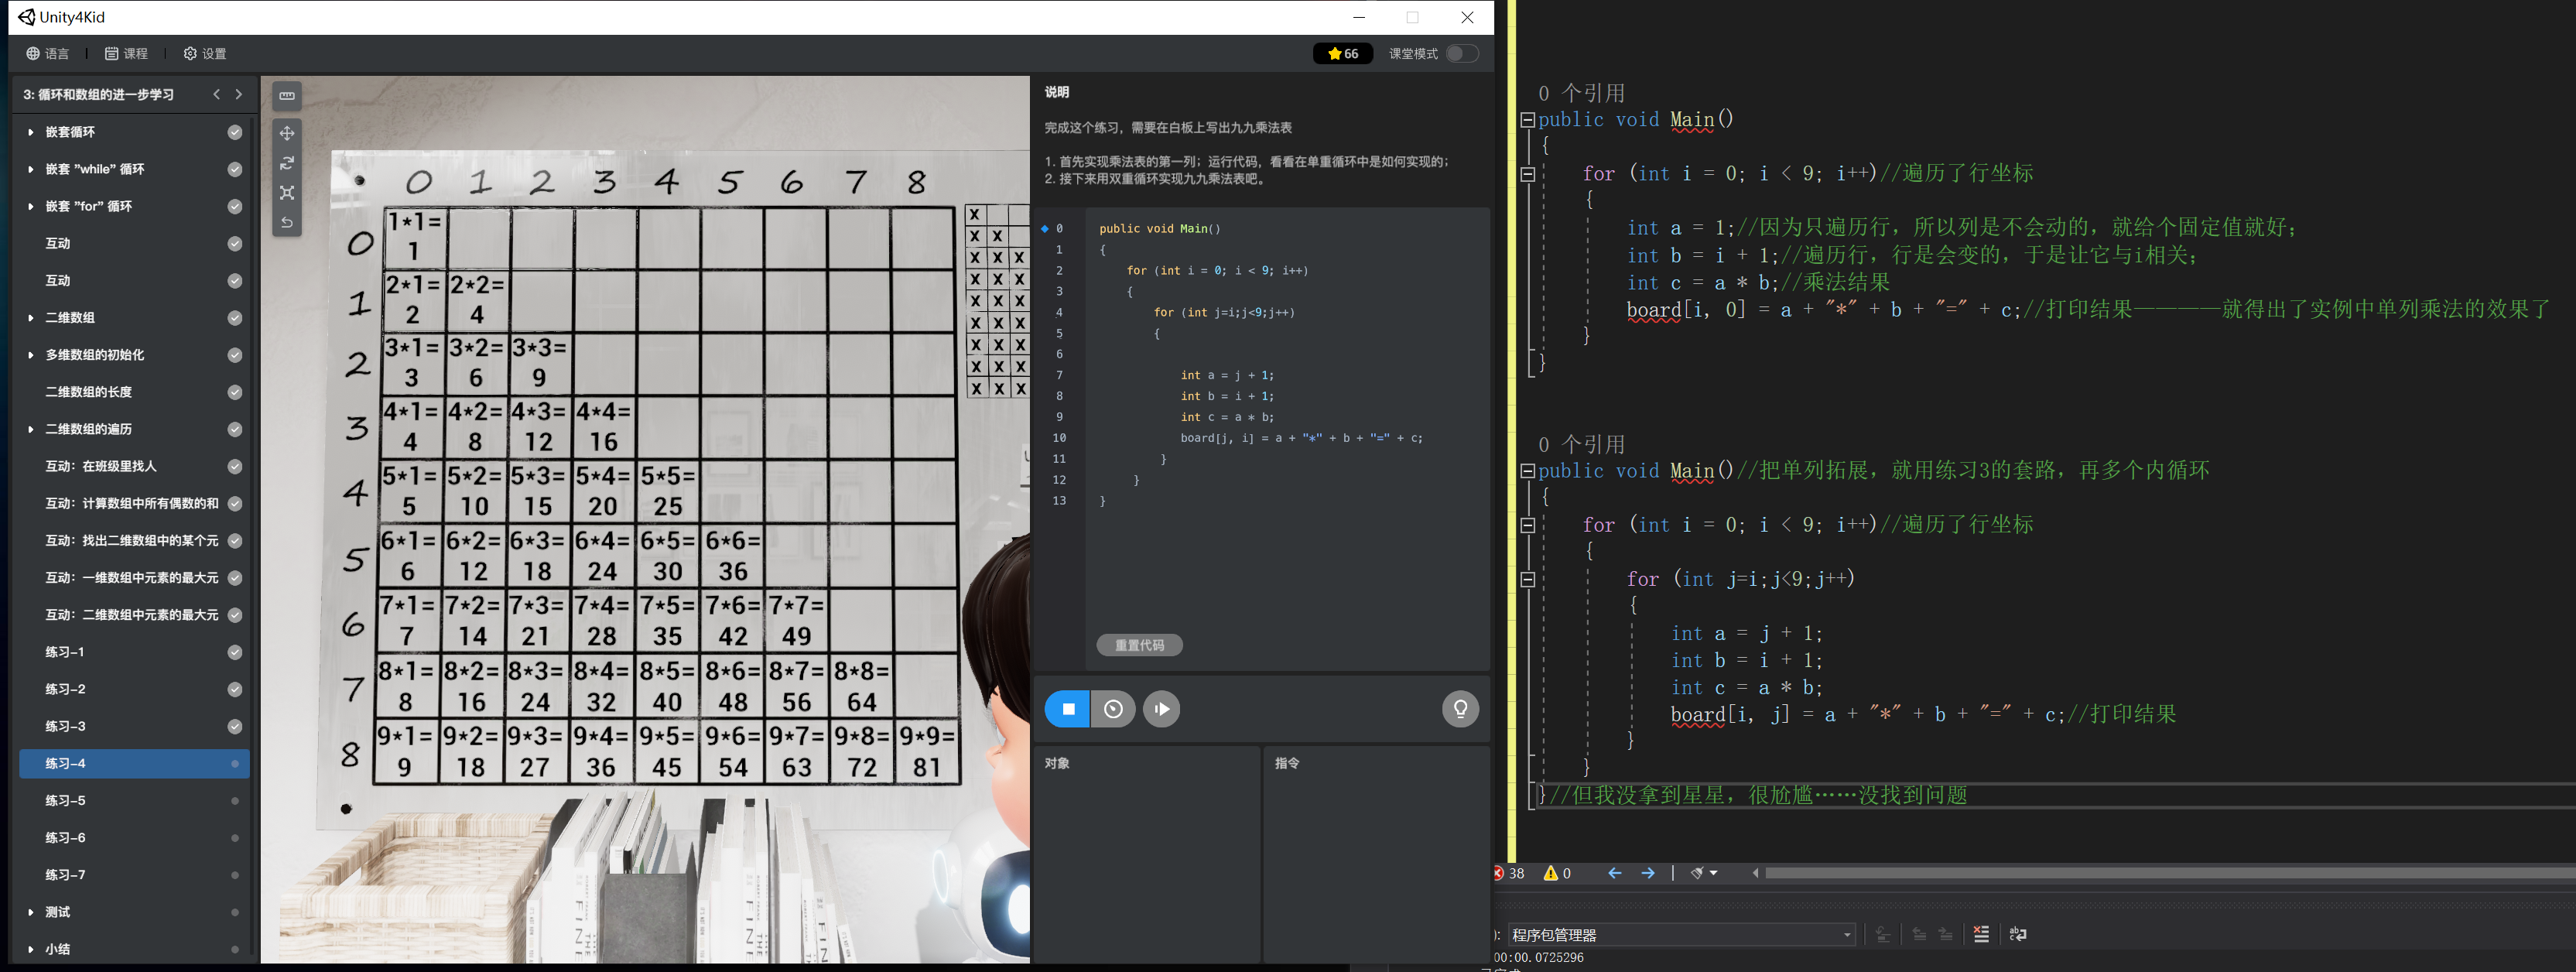 Unity4Kid
语言 课程 设置
66 课堂模式
3: 循环和数组的进一步学习
嵌套循环
嵌套 ”while” 循环
嵌套 ”for” 循环
互动
互动
二维数组
多维数组的初始化
二维数组的长度
二维数组的遍历
互动：在班级里找人
互动：计算数组中所有偶数的和
互动：找出二维数组中的某个元
互动：一维数组中元素的最大元
互动：二维数组中元素的最大元
练习-1
练习-2
练习-3
练习-4
练习-5
练习-6
练习-7
测试
小结
0 1 2 3 4 5 6 7 8
0 1*1=1
1 2*1=2 2*2=4
2 3*1=3 3*2=6 3*3=9
3 4*1=4 4*2=8 4*3=12 4*4=16
4 5*1=5 5*2=10 5*3=15 5*4=20 5*5=25
5 6*1=6 6*2=12 6*3=18 6*4=24 6*5=30 6*6=36
6 7*1=7 7*2=14 7*3=21 7*4=28 7*5=35 7*6=42 7*7=49
7 8*1=8 8*2=16 8*3=24 8*4=32 8*5=40 8*6=48 8*7=56 8*8=64
8 9*1=9 9*2=18 9*3=27 9*4=36 9*5=45 9*6=54 9*7=63 9*8=72 9*9=81
X
X X
X X X
X X X
X X X
X X X
X X X
X X X
X X X
说明
完成这个练习，需要在白板上写出九九乘法表
1. 首先实现乘法表的第一列；运行代码，看看在单重循环中是如何实现的；
2. 接下来用双重循环实现九九乘法表吧。
0 public void Main()
1 {
2 for (int i = 0; i < 9; i++)
3 {
4 for (int j=i;j<9;j++)
5 {
6
7 int a = j + 1;
8 int b = i + 1;
9 int c = a * b;
10 board[j, i] = a + "*" + b + "=" + c;
11 }
12 }
13 }
重置代码
对象 指令
0 个引用
public void Main()
{
for (int i = 0; i < 9; i++)//遍历了行坐标
{
int a = 1;//因为只遍历行，所以列是不会动的，就给个固定值就好；
int b = i + 1;//遍历行，行是会变的，于是让它与i相关；
int c = a * b;//乘法结果
board[i, 0] = a + "*" + b + "=" + c;//打印结果————就得出了实例中单列乘法的效果了
}
}
0 个引用
public void Main()//把单列拓展，就用练习3的套路，再多个内循环
{
for (int i = 0; i < 9; i++)//遍历了行坐标
{
for (int j=i;j<9;j++)
{
int a = j + 1;
int b = i + 1;
int c = a * b;
board[i, j] = a + "*" + b + "=" + c;//打印结果
}
}
}//但我没拿到星星，很尬尴……没找到问题
38 0
程序包管理器
00:00.0725296